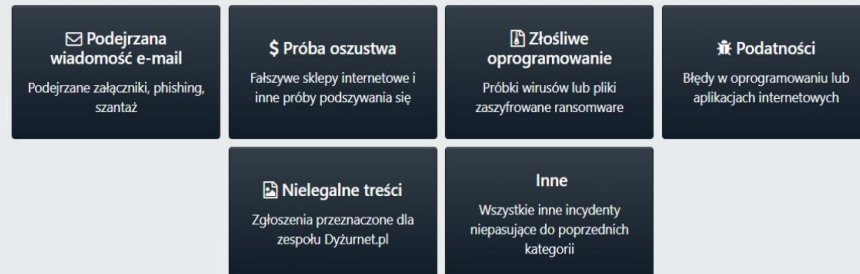 Podejrzana
wiadomość e-mail
Podejrzane załączniki, phishing,
szantaż
$ Próba oszustwa
Fałszywe sklepy internetowe i
inne próby podszywania się
Złośliwe
oprogramowanie
Próbki wirusów lub pliki
zaszyfrowane ransomware
Podatności
Błędy w oprogramowaniu lub
aplikacjach internetowych
Nielegalne treści
Zgłoszenia przeznaczone dla
zespołu Dyżurnet.pl
Inne
Wszystkie inne incydenty
niepasujące do poprzednich
kategorii